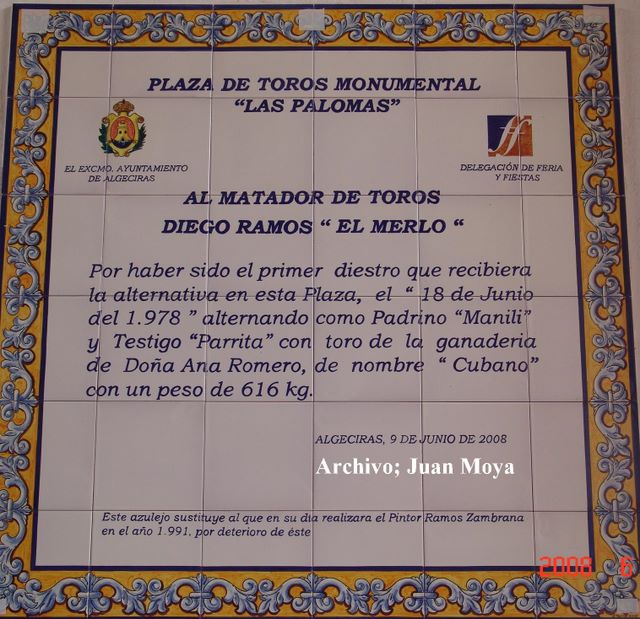 PLAZA DE TOROS MONUMENTAL
“LAS PALOMAS”
EL EXCMO. AYUNTAMIENTO
DE ALGECIRAS
ff
DELEGACIÓN DE FERIA
Y FIESTAS
AL MATADOR DE TOROS
DIEGO RAMOS “ EL MERLO “
Por haber sido el primer diestro que recibiera
la alternativa en esta Plaza, el “ 18 de Junio
del 1.978 ” alternando como Padrino “Manili”
y Testigo “Parrita” con toro de la ganaderia
de Doña Ana Romero, de nombre “ Cubano”
con un peso de 616 kg.
ALGECIRAS, 9 DE JUNIO DE 2008
Archivo; Juan Moya
Este azulejo sustituye al que en su dia realizara el Pintor Ramos Zambrana
en el año 1.991, por deterioro de éste
2008 6